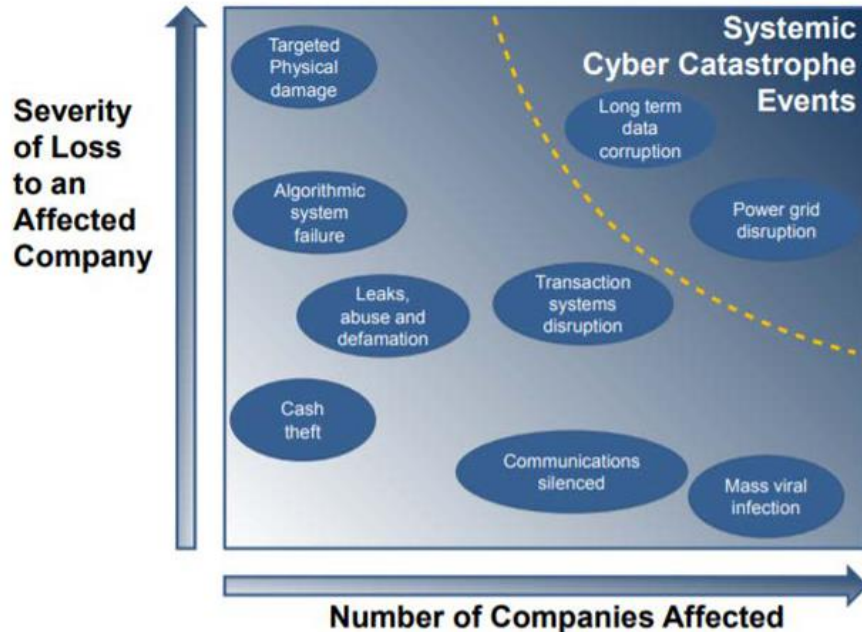 Systemic
Cyber Catastrophe
Events
Targeted
Physical
damage
Long term
data
corruption
Severity
of Loss
to an
Affected
Company
Algorithmic
system
failure
Power grid
disruption
Leaks,
abuse and
defamation
Transaction
systems
disruption
Cash
theft
Communications
silenced
Mass viral
infection
Number of Companies Affected